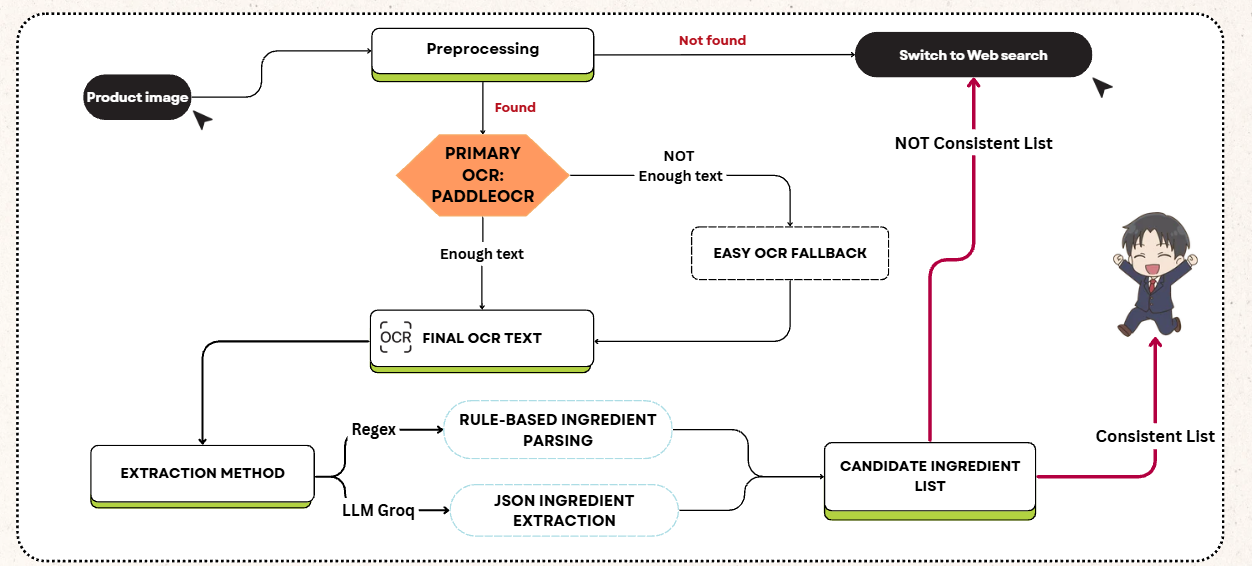 Preprocessing
Not found
Switch to Web search
Product image
Found
NOT Consistent List
PRIMARY
OCR:
PADDLEOCR
NOT
Enough text
Enough text
EASY OCR FALLBACK
OCR
FINAL OCR TEXT
RULE-BASED INGREDIENT
PARSING
Regex
Consistent List
EXTRACTION METHOD
CANDIDATE INGREDIENT
LIST
LLM Groq
JSON INGREDIENT
EXTRACTION